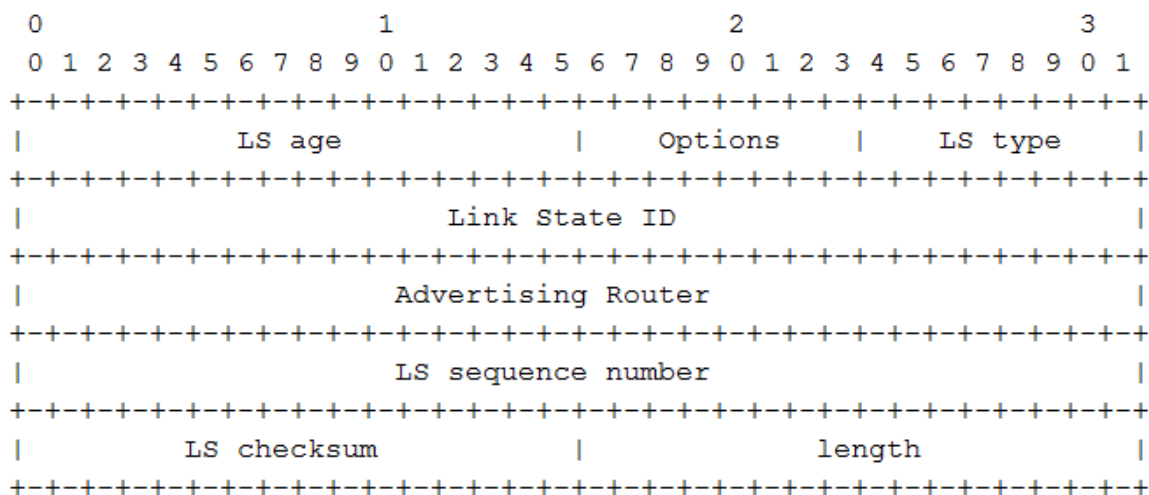 0                   1                   2                   3
0 1 2 3 4 5 6 7 8 9 0 1 2 3 4 5 6 7 8 9 0 1 2 3 4 5 6 7 8 9 0 1
+-+-+-+-+-+-+-+-+-+-+-+-+-+-+-+-+-+-+-+-+-+-+-+-+-+-+-+-+-+-+-+-+
|            LS age             |    Options    |    LS type    |
+-+-+-+-+-+-+-+-+-+-+-+-+-+-+-+-+-+-+-+-+-+-+-+-+-+-+-+-+-+-+-+-+
|                        Link State ID                          |
+-+-+-+-+-+-+-+-+-+-+-+-+-+-+-+-+-+-+-+-+-+-+-+-+-+-+-+-+-+-+-+-+
|                     Advertising Router                        |
+-+-+-+-+-+-+-+-+-+-+-+-+-+-+-+-+-+-+-+-+-+-+-+-+-+-+-+-+-+-+-+-+
|                     LS sequence number                        |
+-+-+-+-+-+-+-+-+-+-+-+-+-+-+-+-+-+-+-+-+-+-+-+-+-+-+-+-+-+-+-+-+
|         LS checksum           |             length            |
+-+-+-+-+-+-+-+-+-+-+-+-+-+-+-+-+-+-+-+-+-+-+-+-+-+-+-+-+-+-+-+-+